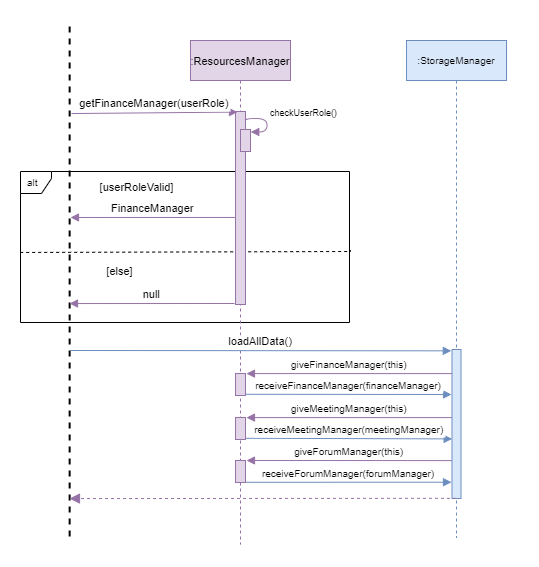 :ResourcesManager
:StorageManager
getFinanceManager(userRole)
checkUserRole()
alt
[userRoleValid]
FinanceManager
[else]
null
loadAllData()
giveFinanceManager(this)
receiveFinanceManager(financeManager)
giveMeetingManager(this)
receiveMeetingManager(meetingManager)
giveForumManager(this)
receiveForumManager(forumManager)